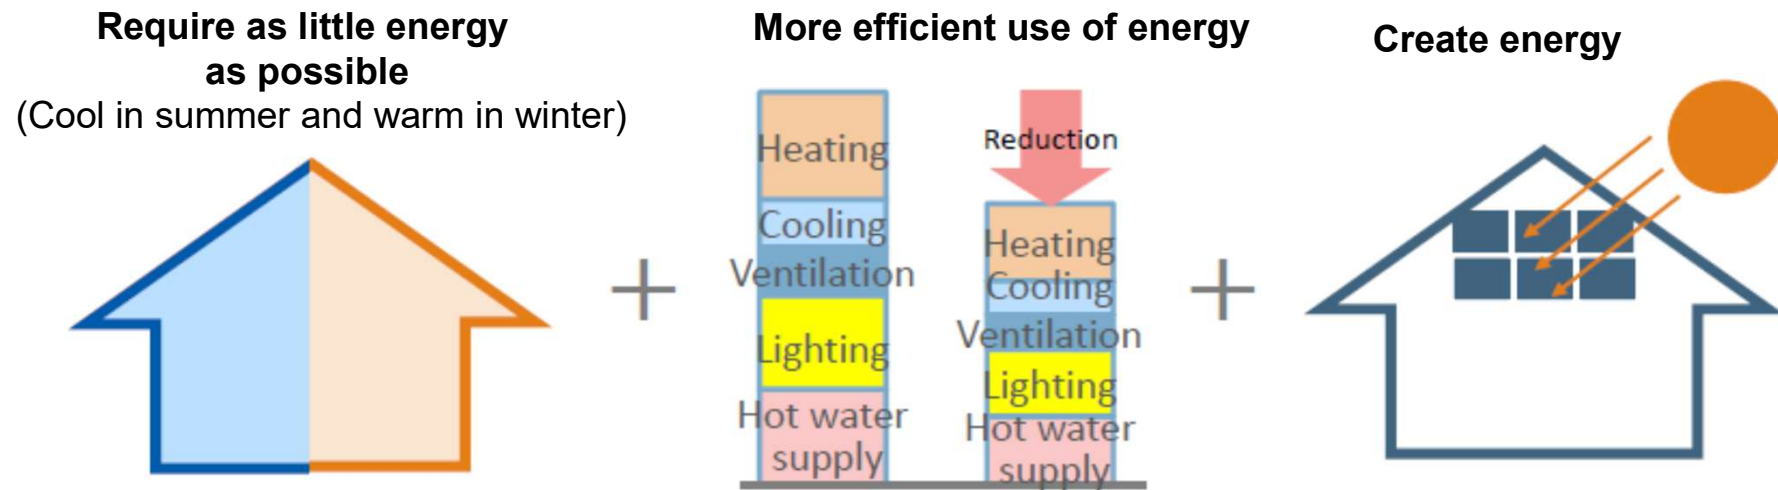 Require as little energy
as possible
(Cool in summer and warm in winter)
More efficient use of energy
Heating
Cooling
Ventilation
Lighting
Hot water
supply
Reduction
Heating
Cooling
Ventilation
Lighting
Hot water
supply
Create energy